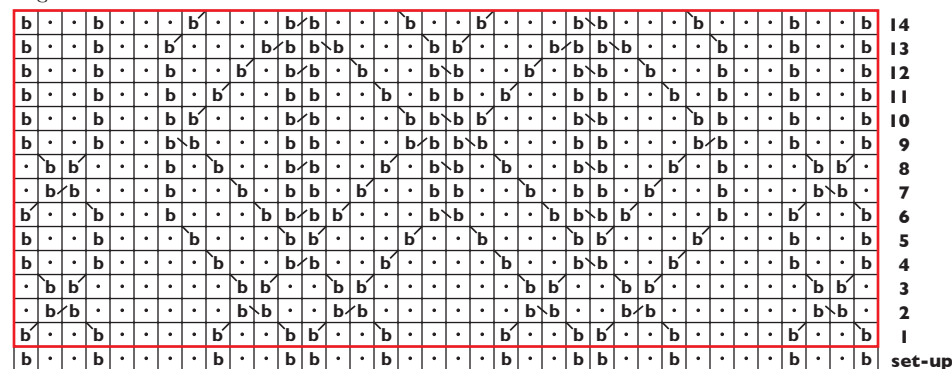 b · · b · · · b · · · b b · · · b · · b · · · b b · · · b · · · b · · b 14
b · · b · · b · · · b b b b · · · b b · · · b b b b · · · b · · b · · b 13
b · · b · · b · · b · b b · b · · b b · · b · b b · b · · b · · b · · b 12
b · · b · · b · b · · b b · · b · b b · b · · b b · · b · b · · b · · b 11
b · · b · · b b · · · b b · · · b b b b · · · b b · · · b b · · b · · b 10
b · · b · · b b · · · b b · · · b b b b · · · b b · · · b b · · b · · b 9
· b b · · · b · b · · b b · · b · b b · b · · b b · · b · b · · · b b · 8
· b b · · · b · · b · b b · b · · b b · · b · b b · b · · b · · · b b · 7
b · · b · · b · · · b b b b · · · b b · · · b b b b · · · b · · b · · b 6
b · · b · · · b · · · b b · · · b · · b · · · b b · · · b · · · b · · b 5
b · · b · · · · b · · b b · · b · · · · b · · b b · · b · · · · b · · b 4
· b b · · · · · · b b · · b b · · · · · · b b · · b b · · · · · · b b · 3
· b b · · · · · · b b · · b b · · · · · · b b · · b b · · · · · · b b · 2
b · · b · · · · b · · b b · · b · · · · b · · b b · · b · · · · b · · b 1
b · · b · · · · b · · b b · · b · · · · b · · b b · · b · · · · b · · b set-up